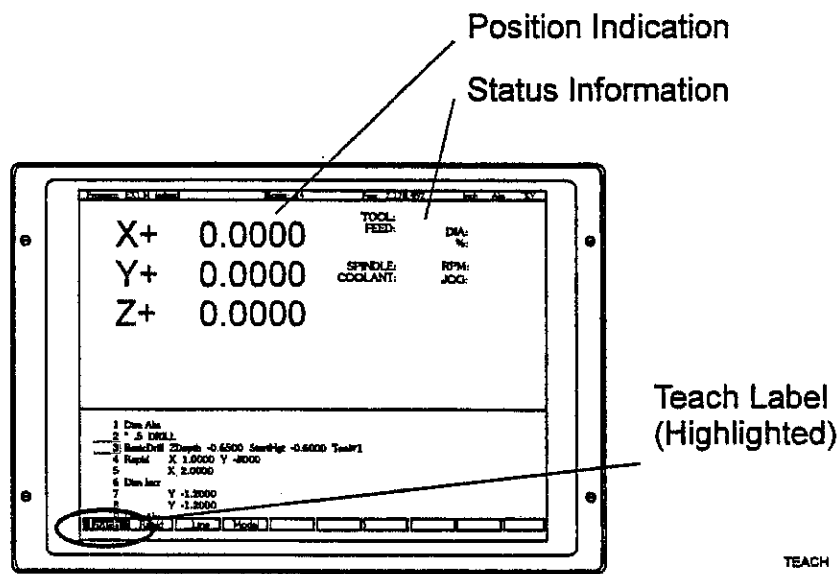 Position Indication
Status Information
X+ 0.0000
Y+ 0.0000
Z+ 0.0000
TOOL:
FEED:
DIA:
%:
SPINDLE:
COOLANT:
RPM:
JOG:
Teach Label
(Highlighted)
1 Dim Abs
2 * .5 DRILL
3 BasicDrill ZDepth -0.6500 StartHgt -0.6000 Tool#1
4 Rapid X 1.0000 Y -.8000
5 X 2.0000
6 Dim Incr
7 Y -1.2000
8 Y -1.2000
Rapid Line Modal
TEACH